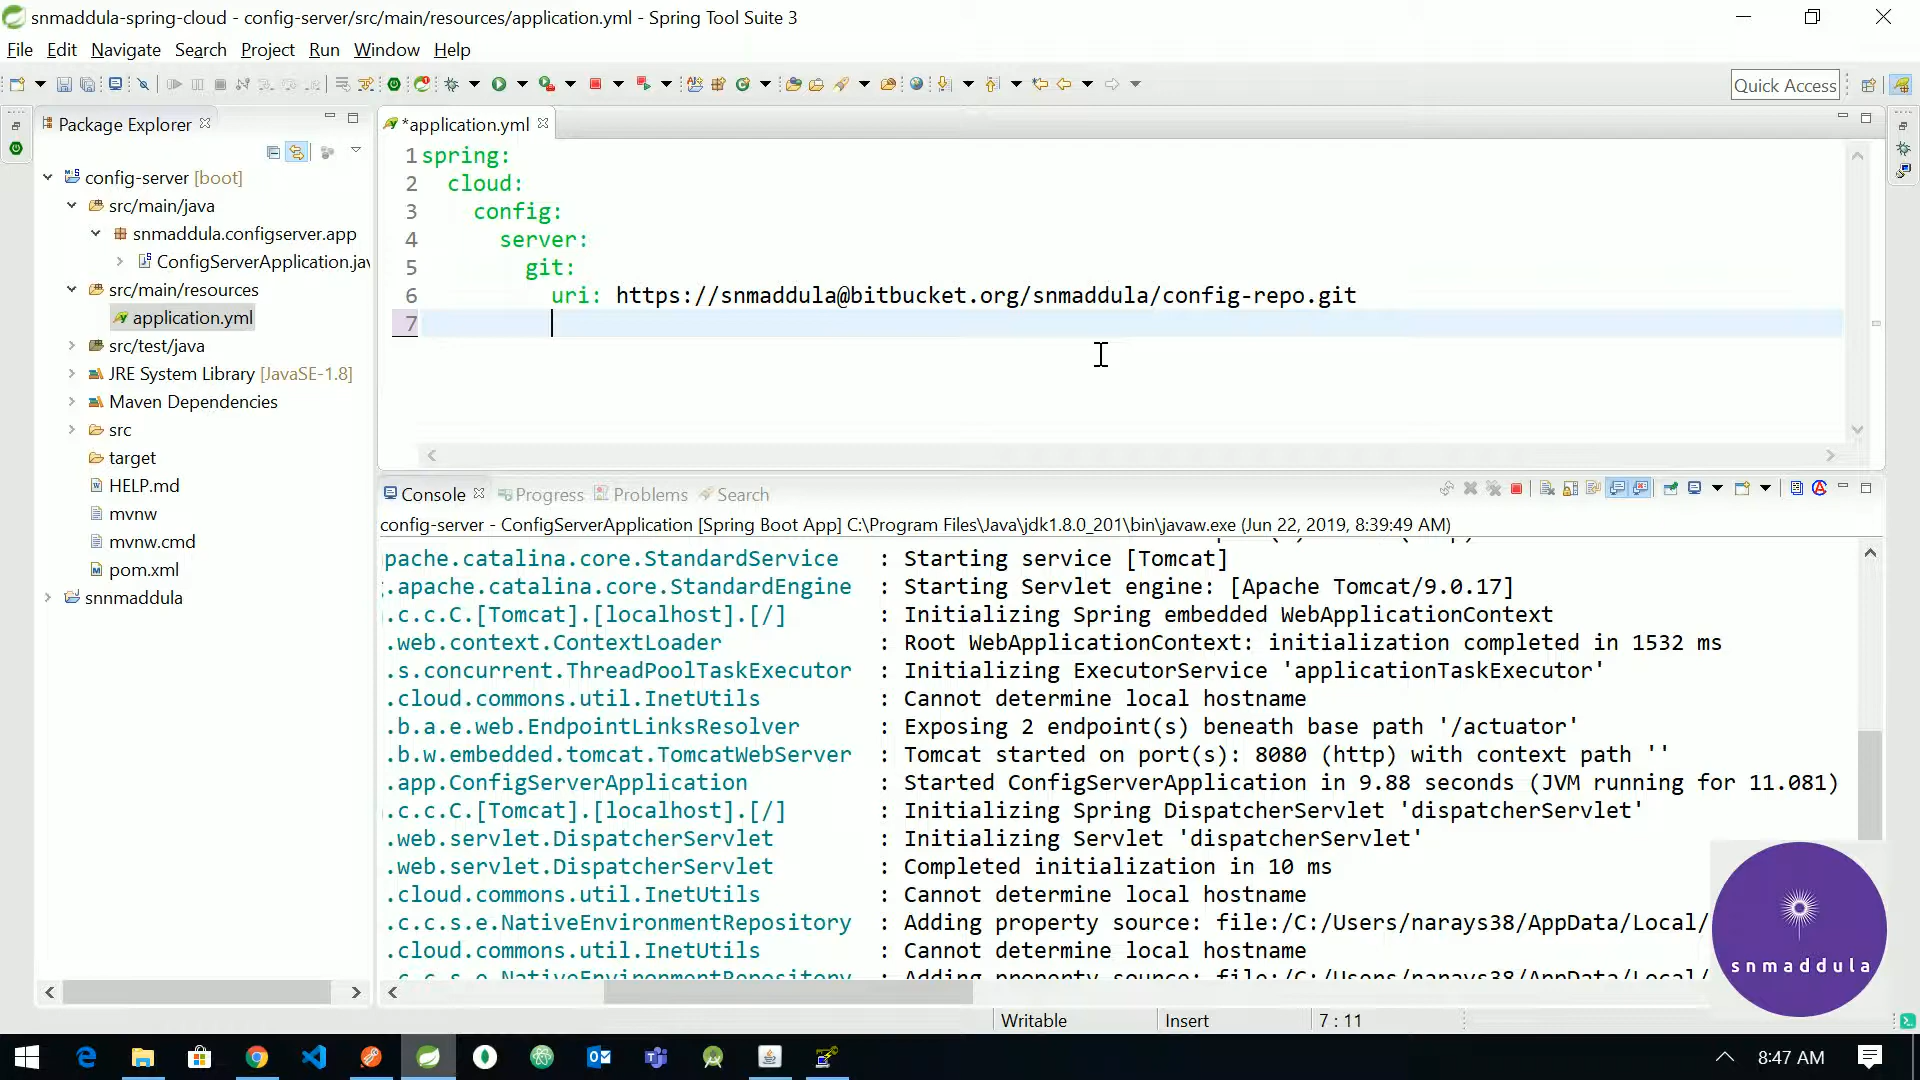 snmaddula-spring-cloud - config-server/src/main/resources/application.yml - Spring Tool Suite 3
File Edit Navigate Search Project Run Window Help
Quick Access
Package Explorer
config-server [boot]
src/main/java
snmaddula.configserver.app
ConfigServerApplication.jav
src/main/resources
application.yml
src/test/java
JRE System Library [JavaSE-1.8]
Maven Dependencies
src
target
HELP.md
mvnw
mvnw.cmd
pom.xml
snnmaddula
*application.yml
1 spring:
2 cloud:
3 config:
4 server:
5 git:
6 uri: https://snmaddula@bitbucket.org/snmaddula/config-repo.git
7
Console Progress Problems Search
config-server - ConfigServerApplication [Spring Boot App] C:\Program Files\Java\jdk1.8.0_201\bin\javaw.exe (Jun 22, 2019, 8:39:49 AM)
pache.catalina.core.StandardService : Starting service [Tomcat]
.apache.catalina.core.StandardEngine : Starting Servlet engine: [Apache Tomcat/9.0.17]
.c.c.C.[Tomcat].[localhost].[/] : Initializing Spring embedded WebApplicationContext
.web.context.ContextLoader : Root WebApplicationContext: initialization completed in 1532 ms
.s.concurrent.ThreadPoolTaskExecutor : Initializing ExecutorService 'applicationTaskExecutor'
.cloud.commons.util.InetUtils : Cannot determine local hostname
.b.a.e.web.EndpointLinksResolver : Exposing 2 endpoint(s) beneath base path '/actuator'
.b.w.embedded.tomcat.TomcatWebServer : Tomcat started on port(s): 8080 (http) with context path ''
.app.ConfigServerApplication : Started ConfigServerApplication in 9.88 seconds (JVM running for 11.081)
.c.c.C.[Tomcat].[localhost].[/] : Initializing Spring DispatcherServlet 'dispatcherServlet'
.web.servlet.DispatcherServlet : Initializing Servlet 'dispatcherServlet'
.web.servlet.DispatcherServlet : Completed initialization in 10 ms
.cloud.commons.util.InetUtils : Cannot determine local hostname
.c.c.s.e.NativeEnvironmentRepository : Adding property source: file:/C:/Users/narays38/AppData/Local/
.cloud.commons.util.InetUtils : Cannot determine local hostname
.c.c.s.e.NativeEnvironmentRepository : Adding property source: file:/C:/Users/narays38/AppData/Local/
snmaddula
Writable Insert 7 : 11
8:47 AM